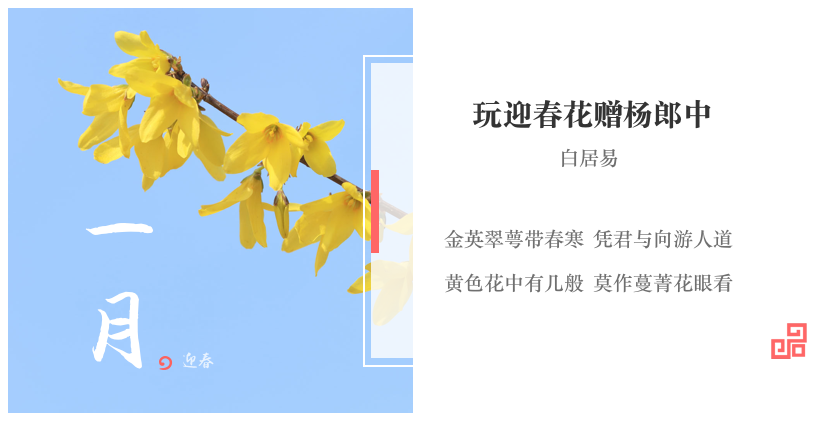 一月
迎春
玩迎春花赠杨郎中
白居易
金英翠萼带春寒 凭君与向游人道
黄色花中有几般 莫作蔓菁花眼看